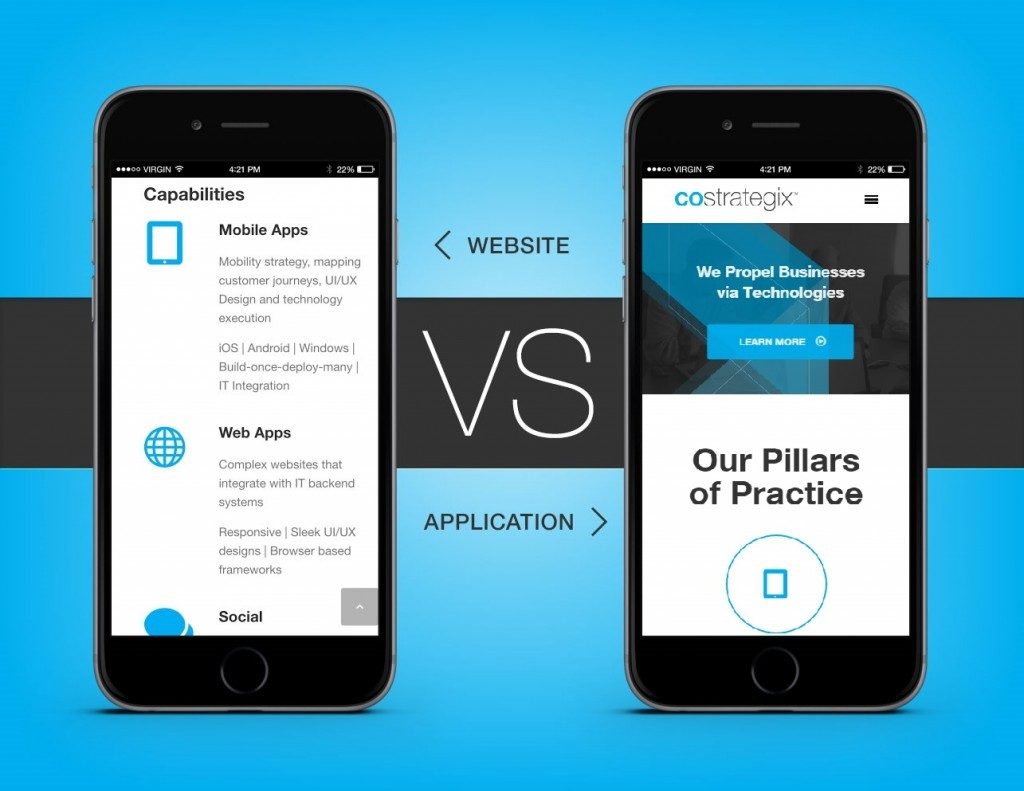 VIRGIN 4:21 PM 22%
Capabilities
Mobile Apps
Mobility strategy, mapping
customer journeys, UI/UX
Design and technology
execution
iOS | Android | Windows |
Build-once-deploy-many |
IT Integration
Web Apps
Complex websites that
integrate with IT backend
systems
Responsive | Sleek UI/UX
designs | Browser based
frameworks
Social
WEBSITE
VS
APPLICATION
VIRGIN 4:21 PM 22%
costrategix™
We Propel Businesses
via Technologies
LEARN MORE
Our Pillars
of Practice